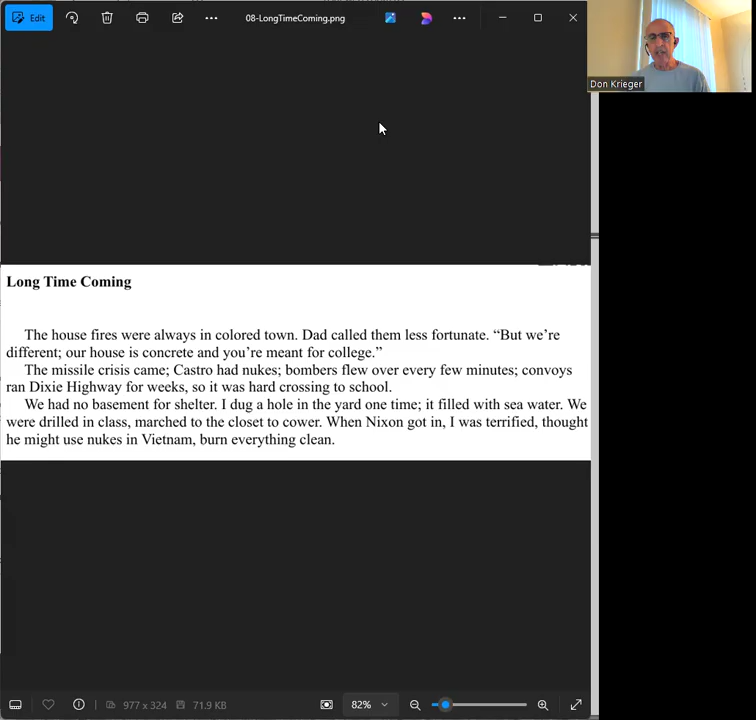 Edit
08-LongTimeComing.png
Don Krieger
Long Time Coming
The house fires were always in colored town. Dad called them less fortunate. “But we’re
different; our house is concrete and you’re meant for college.”
The missile crisis came; Castro had nukes; bombers flew over every few minutes; convoys
ran Dixie Highway for weeks, so it was hard crossing to school.
We had no basement for shelter. I dug a hole in the yard one time; it filled with sea water. We
were drilled in class, marched to the closet to cower. When Nixon got in, I was terrified, thought
he might use nukes in Vietnam, burn everything clean.
977 x 324
71.9 KB
82%